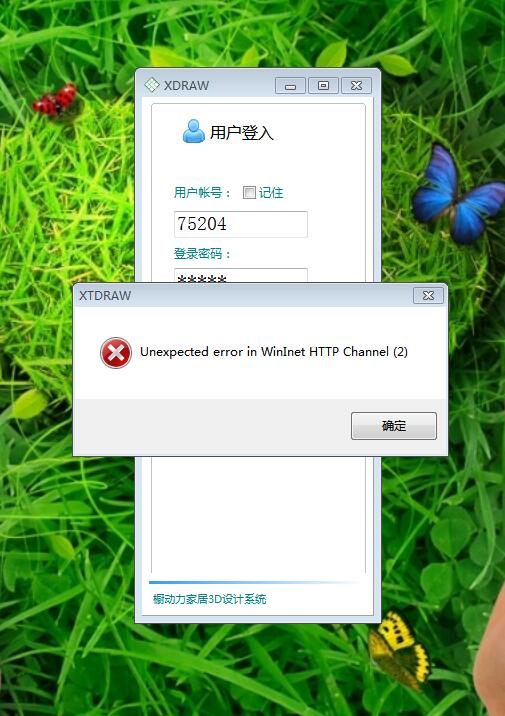 XDRAW
用户登入
用户帐号： 记住
75204
登录密码：
*****
XTDRAW
Unexpected error in WinInet HTTP Channel (2)
确定
橱动力家居3D设计系统